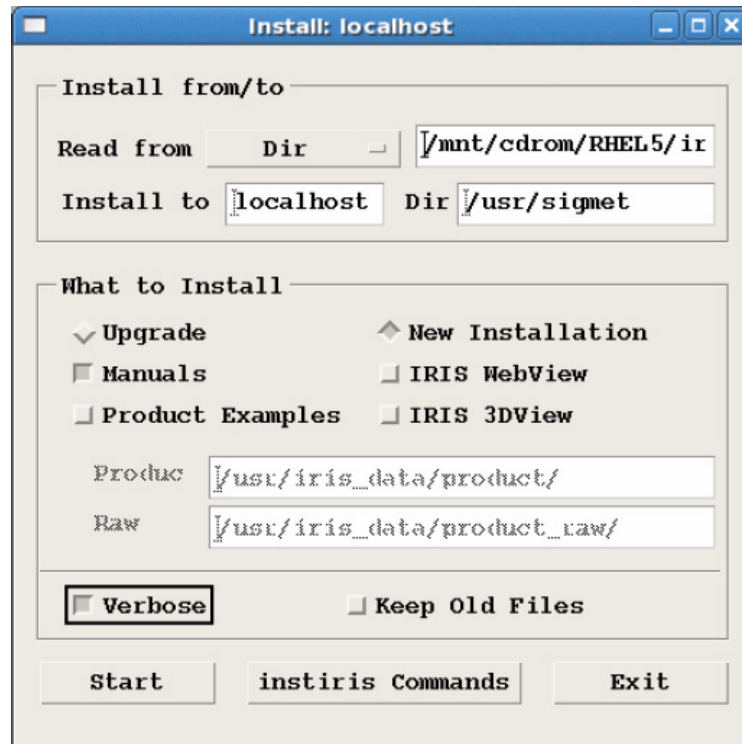 Install: localhost
Install from/to
Read from Dir /mnt/cdrom/RHEL5/ir
Install to localhost Dir /usr/sigmet
What to Install
Upgrade New Installation
Manuals IRIS WebView
Product Examples IRIS 3DView
Produc /usr/iris_data/product/
Raw /usr/iris_data/product_raw/
Verbose Keep Old Files
Start instiris Commands Exit